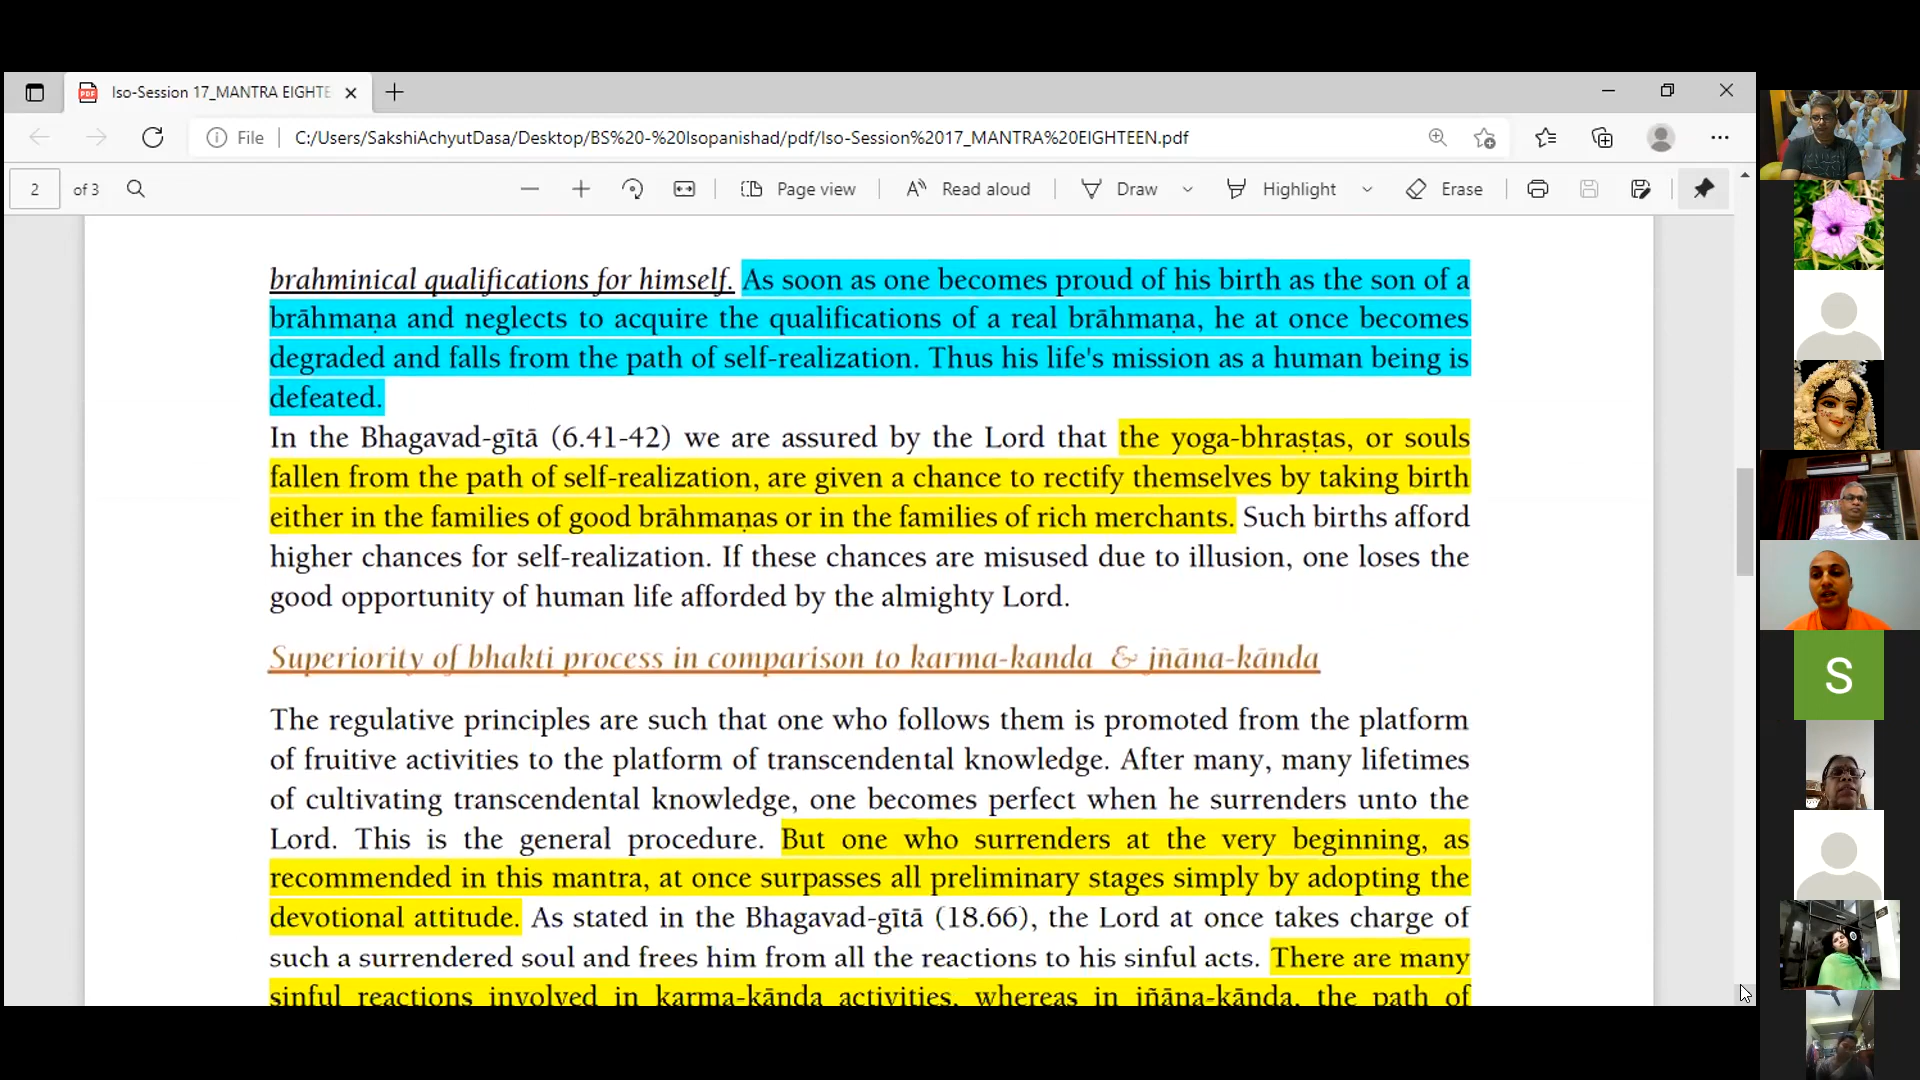 Iso-Session 17_MANTRA EIGHTE
File
C:/Users/SakshiAchyutDasa/Desktop/BS%20-%20Isopanishad/pdf/Iso-Session%2017_MANTRA%20EIGHTEEN.pdf
2 of 3
Page view
Read aloud
Draw
Highlight
Erase
brahminical qualifications for himself. As soon as one becomes proud of his birth as the son of a
brāhmaṇa and neglects to acquire the qualifications of a real brāhmaṇa, he at once becomes
degraded and falls from the path of self-realization. Thus his life's mission as a human being is
defeated.
In the Bhagavad-gītā (6.41-42) we are assured by the Lord that the yoga-bhraṣṭas, or souls
fallen from the path of self-realization, are given a chance to rectify themselves by taking birth
either in the families of good brāhmaṇas or in the families of rich merchants. Such births afford
higher chances for self-realization. If these chances are misused due to illusion, one loses the
good opportunity of human life afforded by the almighty Lord.
Superiority of bhakti process in comparison to karma-kanda & jñāna-kānda
The regulative principles are such that one who follows them is promoted from the platform
of fruitive activities to the platform of transcendental knowledge. After many, many lifetimes
of cultivating transcendental knowledge, one becomes perfect when he surrenders unto the
Lord. This is the general procedure. But one who surrenders at the very beginning, as
recommended in this mantra, at once surpasses all preliminary stages simply by adopting the
devotional attitude. As stated in the Bhagavad-gītā (18.66), the Lord at once takes charge of
such a surrendered soul and frees him from all the reactions to his sinful acts. There are many
sinful reactions involved in karma-kānda activities, whereas in jñāna-kānda, the path of
S